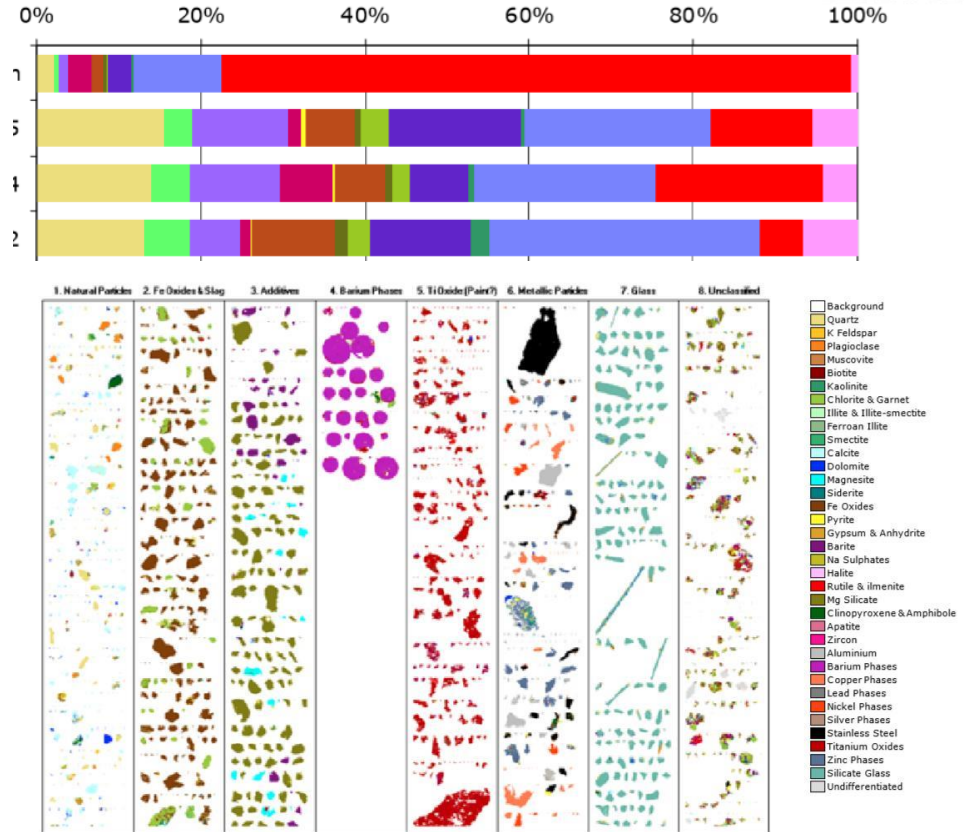 0% 20% 40% 60% 80% 100%
5
4
2
1. Natural Particles 2. Fe Oxides & Slag 3. Additives 4. Barium Phases 5. Ti Oxide (Paint?) 6. Metallic Particles 7. Glass 8. Unclassified
Background
Quartz
K Feldspar
Plagioclase
Muscovite
Biotite
Kaolinite
Chlorite & Garnet
Illite & Illite-smectite
Ferroan Illite
Smectite
Calcite
Dolomite
Magnesite
Siderite
Fe Oxides
Pyrite
Gypsum & Anhydrite
Barite
Na Sulphates
Halite
Rutile & ilmenite
Mg Silicate
Clinopyroxene & Amphibole
Apatite
Zircon
Aluminium
Barium Phases
Copper Phases
Lead Phases
Nickel Phases
Silver Phases
Stainless Steel
Titanium Oxides
Zinc Phases
Silicate Glass
Undifferentiated